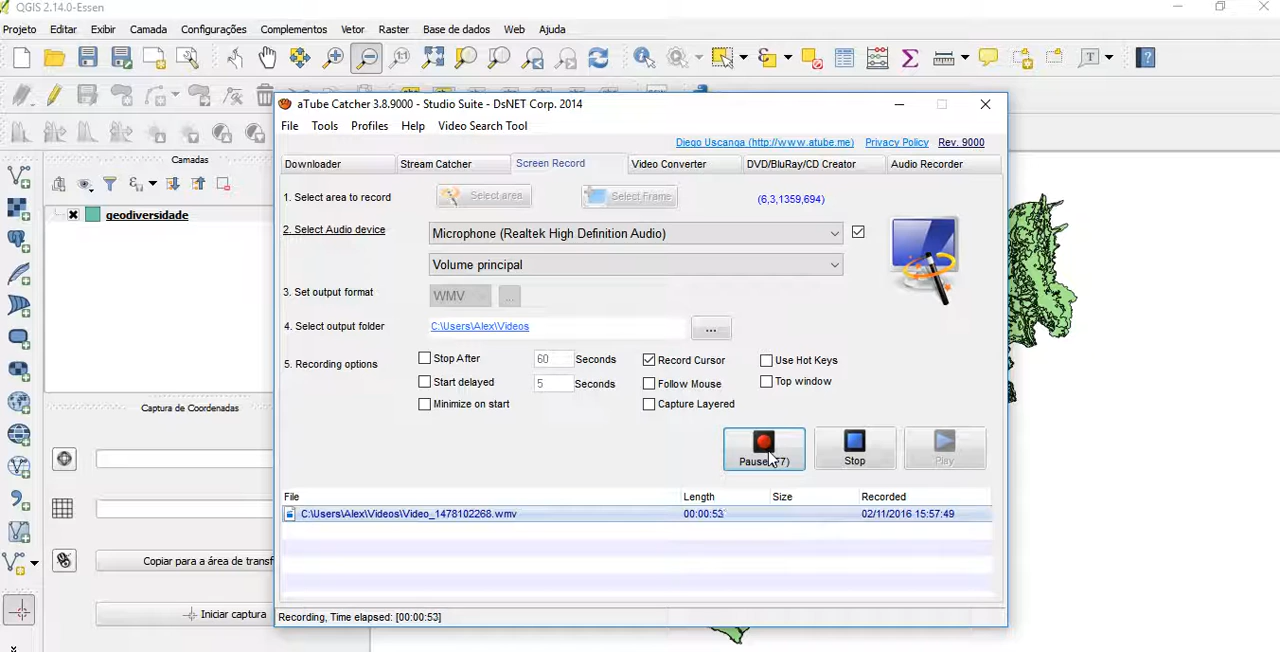 QGIS 2.14.0-Essen
Projeto Editar Exibir Camada Configurações Complementos Vetor Raster Base de dados Web Ajuda
aTube Catcher 3.8.9000 - Studio Suite - DsNET Corp. 2014
File Tools Profiles Help Video Search Tool
Diego Uscanga (http://www.atube.me) Privacy Policy Rev. 9000
Downloader Stream Catcher Screen Record Video Converter DVD/BluRay/CD Creator Audio Recorder
Camadas
geodiversidade
1. Select area to record Select area Select Frame (6,3,1359,694)
2. Select Audio device Microphone (Realtek High Definition Audio)
Volume principal
3. Set output format WMV ...
4. Select output folder C:\Users\Alex\Videos ...
5. Recording options Stop After 60 Seconds Record Cursor Use Hot Keys
Start delayed 5 Seconds Follow Mouse Top window
Minimize on start Capture Layered
Captura de Coordenadas
Pause (F7) Stop Play
File Length Size Recorded
C:\Users\Alex\Videos\Video_1478102268.wmv 00:00:53 02/11/2016 15:57:49
Copiar para a área de transf
Iniciar captura
Recording, Time elapsed: [00:00:53]